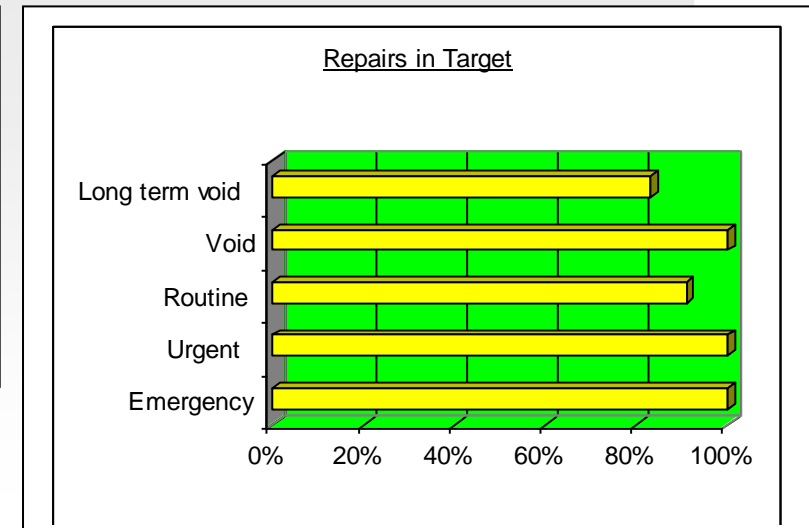 Repairs in Target
Long term void
Void
Routine
Urgent
Emergency
0% 20% 40% 60% 80% 100%